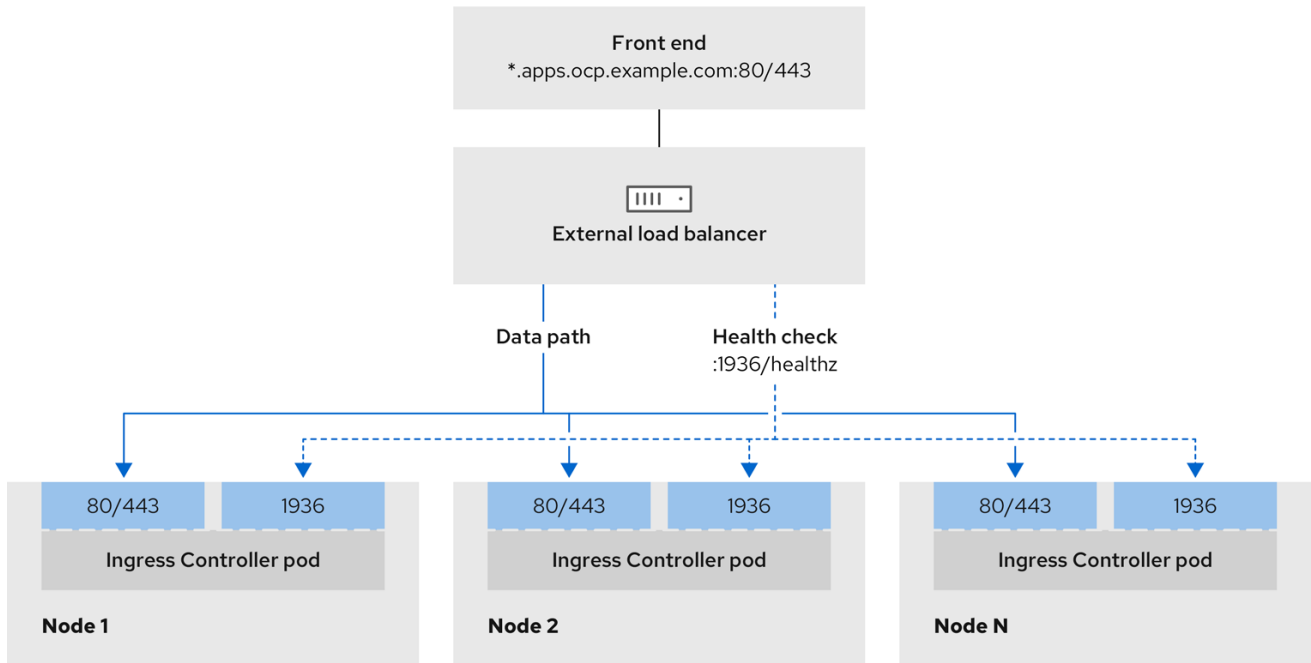 Front end
*.apps.ocp.example.com:80/443
External load balancer
Data path
Health check
:1936/healthz
80/443
1936
80/443
1936
80/443
1936
Ingress Controller pod
Ingress Controller pod
Ingress Controller pod
Node 1
Node 2
Node N